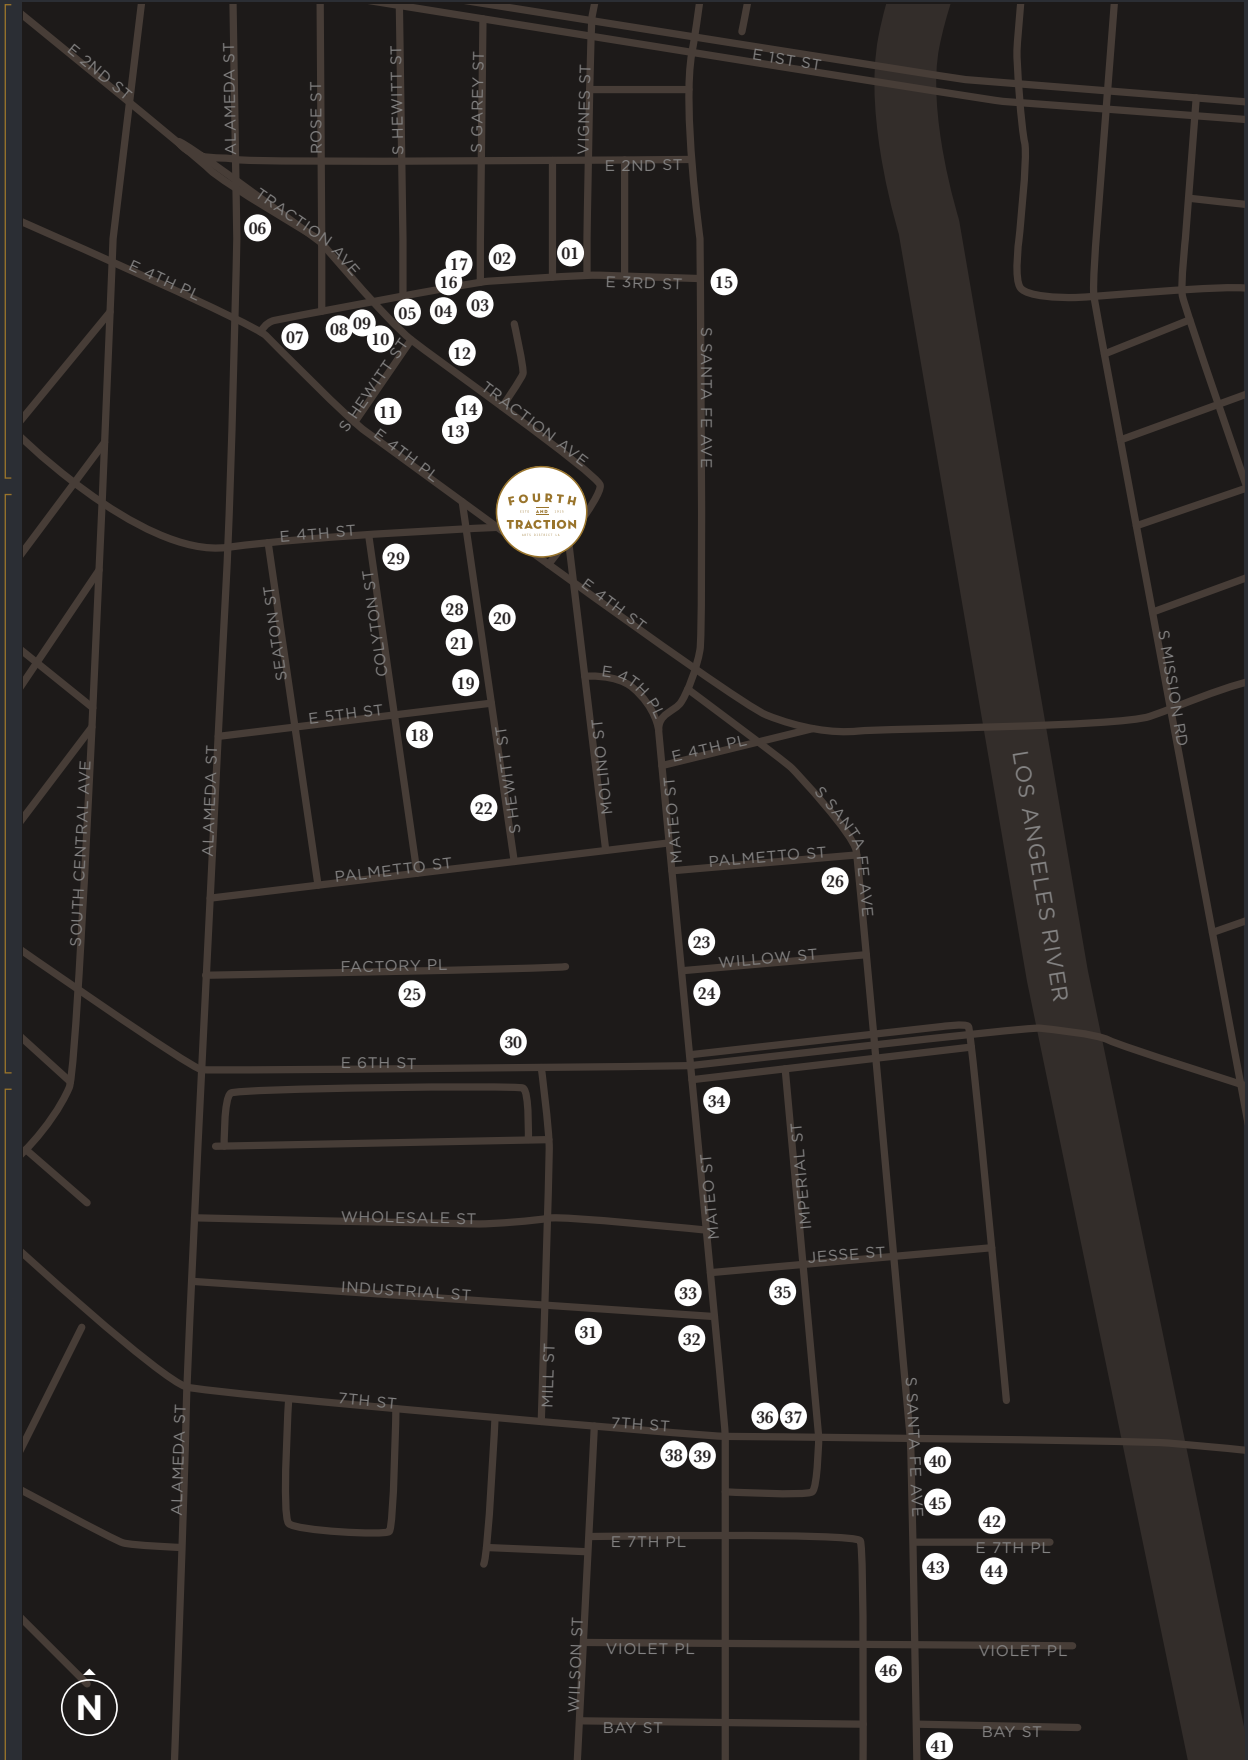 E 1ST ST
E 2ND ST
ALAMEDA ST
ROSE ST
S HEWITT ST
S GAREY ST
VIGNES ST
E 2ND ST
TRACTION AVE
06
E 4TH PL
17
02
01
16
E 3RD ST
15
03
04
05
09
08
07
10
12
S HEWITT ST
S SANTA FE AVE
TRACTION AVE
14
11
13
E 4TH PL
FOURTH
AND
TRACTION
E 4TH ST
29
SEATON ST
COLYTON ST
28
20
E 4TH ST
21
S MISSION RD
19
E 4TH PL
E 5TH ST
18
E 4TH PL
S HEWITT ST
MOLINO ST
ALAMEDA ST
SOUTH CENTRAL AVE
LOS ANGELES RIVER
22
MATEO ST
S SANTA FE AVE
PALMETTO ST
PALMETTO ST
26
23
WILLOW ST
FACTORY PL
25
24
30
E 6TH ST
34
MATEO ST
IMPERIAL ST
WHOLESALE ST
JESSE ST
INDUSTRIAL ST
33
35
31
32
MILL ST
7TH ST
7TH ST
36
37
S SANTA FE AVE
ALAMEDA ST
38
39
40
45
42
E 7TH PL
E 7TH PL
43
44
WILSON ST
VIOLET PL
VIOLET PL
46
N
BAY ST
BAY ST
41